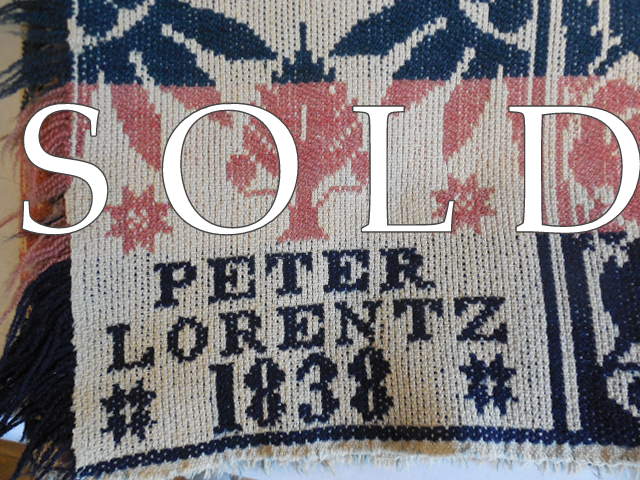 SOLD
PETER
LORENTZ
# 1838 #